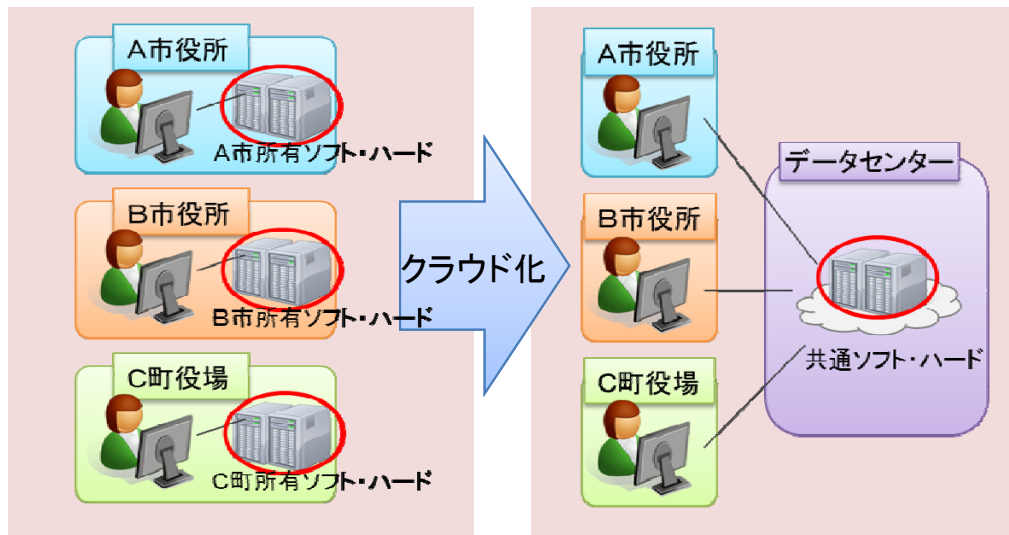 A市役所
A市所有ソフト・ハード
B市役所
B市所有ソフト・ハード
C町役場
C町所有ソフト・ハード
クラウド化
A市役所
B市役所
C町役場
データセンター
共通ソフト・ハード